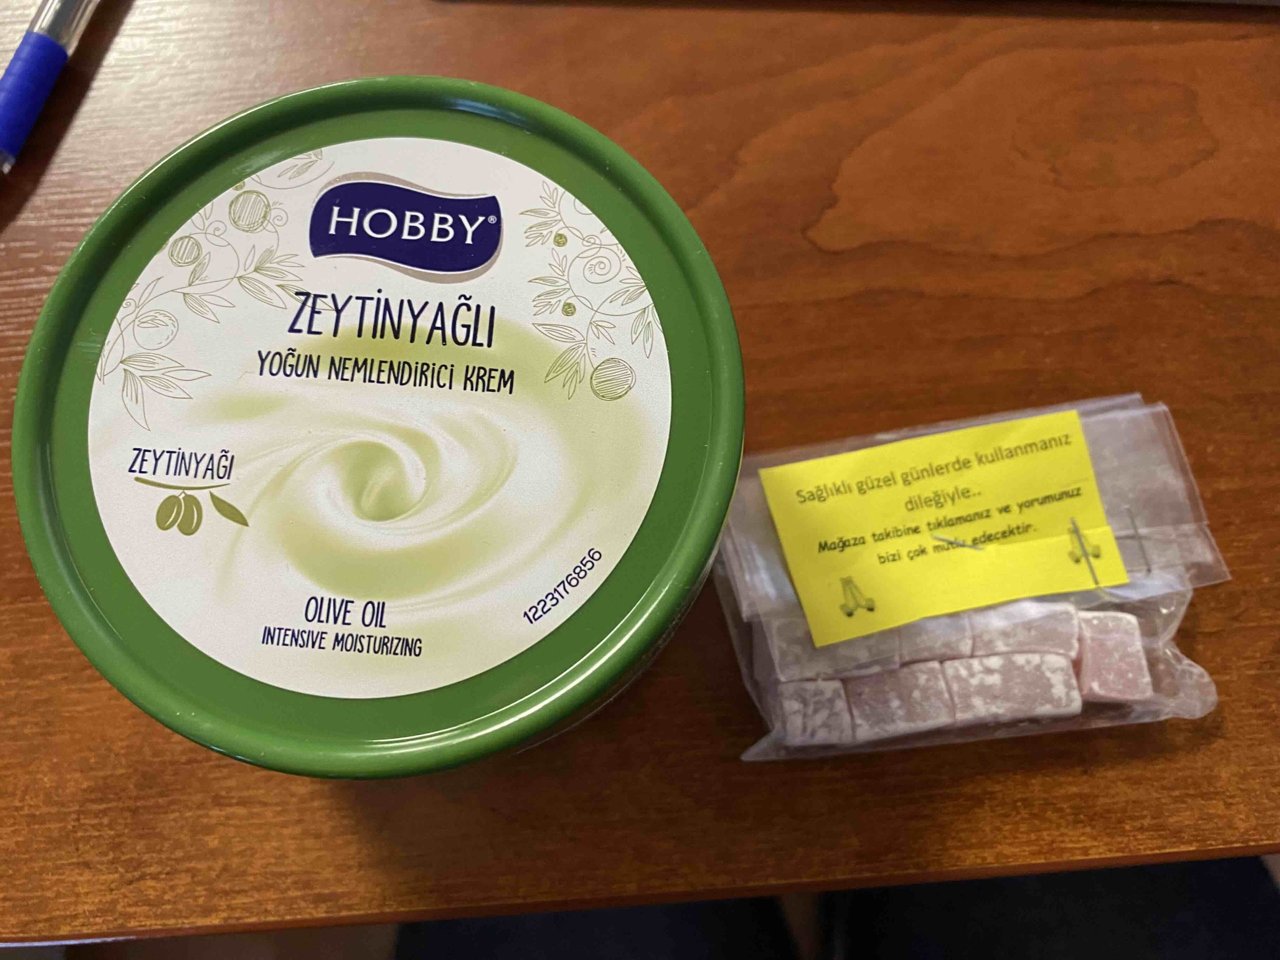 HOBBY®
ZEYTİNYAĞLI
YOĞUN NEMLENDİRİCİ KREM
ZEYTİNYAĞI
OLIVE OIL
INTENSIVE MOISTURIZING
1223176856
Sağlıklı güzel günlerde kullanmanız
dileğiyle..
Mağaza takibine tıklamanız ve yorumunuz
bizi çok mutlu edecektir.